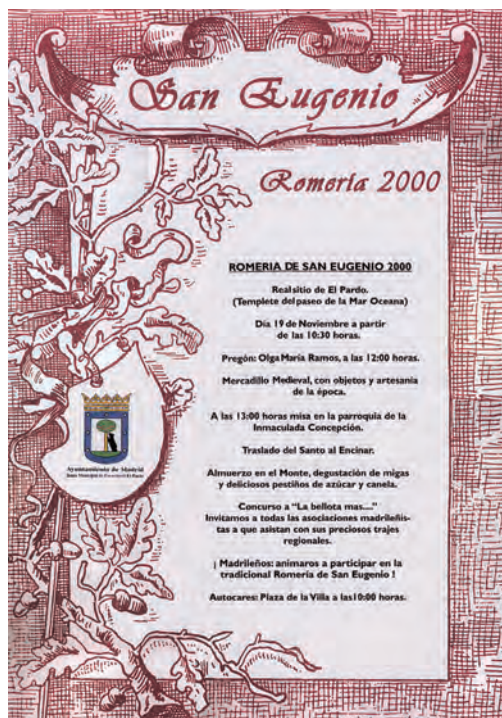 San Eugenio
Romería 2000
ROMERIA DE SAN EUGENIO 2000
Real sitio de El Pardo.
(Templete del paseo de la Mar Oceana)
Día 19 de Noviembre a partir
de las 10:30 horas.
Pregón: Olga María Ramos, a las 12:00 horas.
Mercadillo Medieval, con objetos y artesania
de la época.
A las 13:00 horas misa en la parroquia de la
Inmaculada Concepción.
Traslado del Santo al Encinar.
Almuerzo en el Monte, degustación de migas
y deliciosos pestiños de azúcar y canela.
Concurso a "La bellota mas...."
Invitamos a todas las asociaciones madrileñis-
tas a que asistan con sus preciosos trajes
regionales.
¡ Madrileños: animaros a participar en la
tradicional Romería de San Eugenio !
Autocares: Plaza de la Villa a las10:00 horas.
Ayuntamiento de Madrid